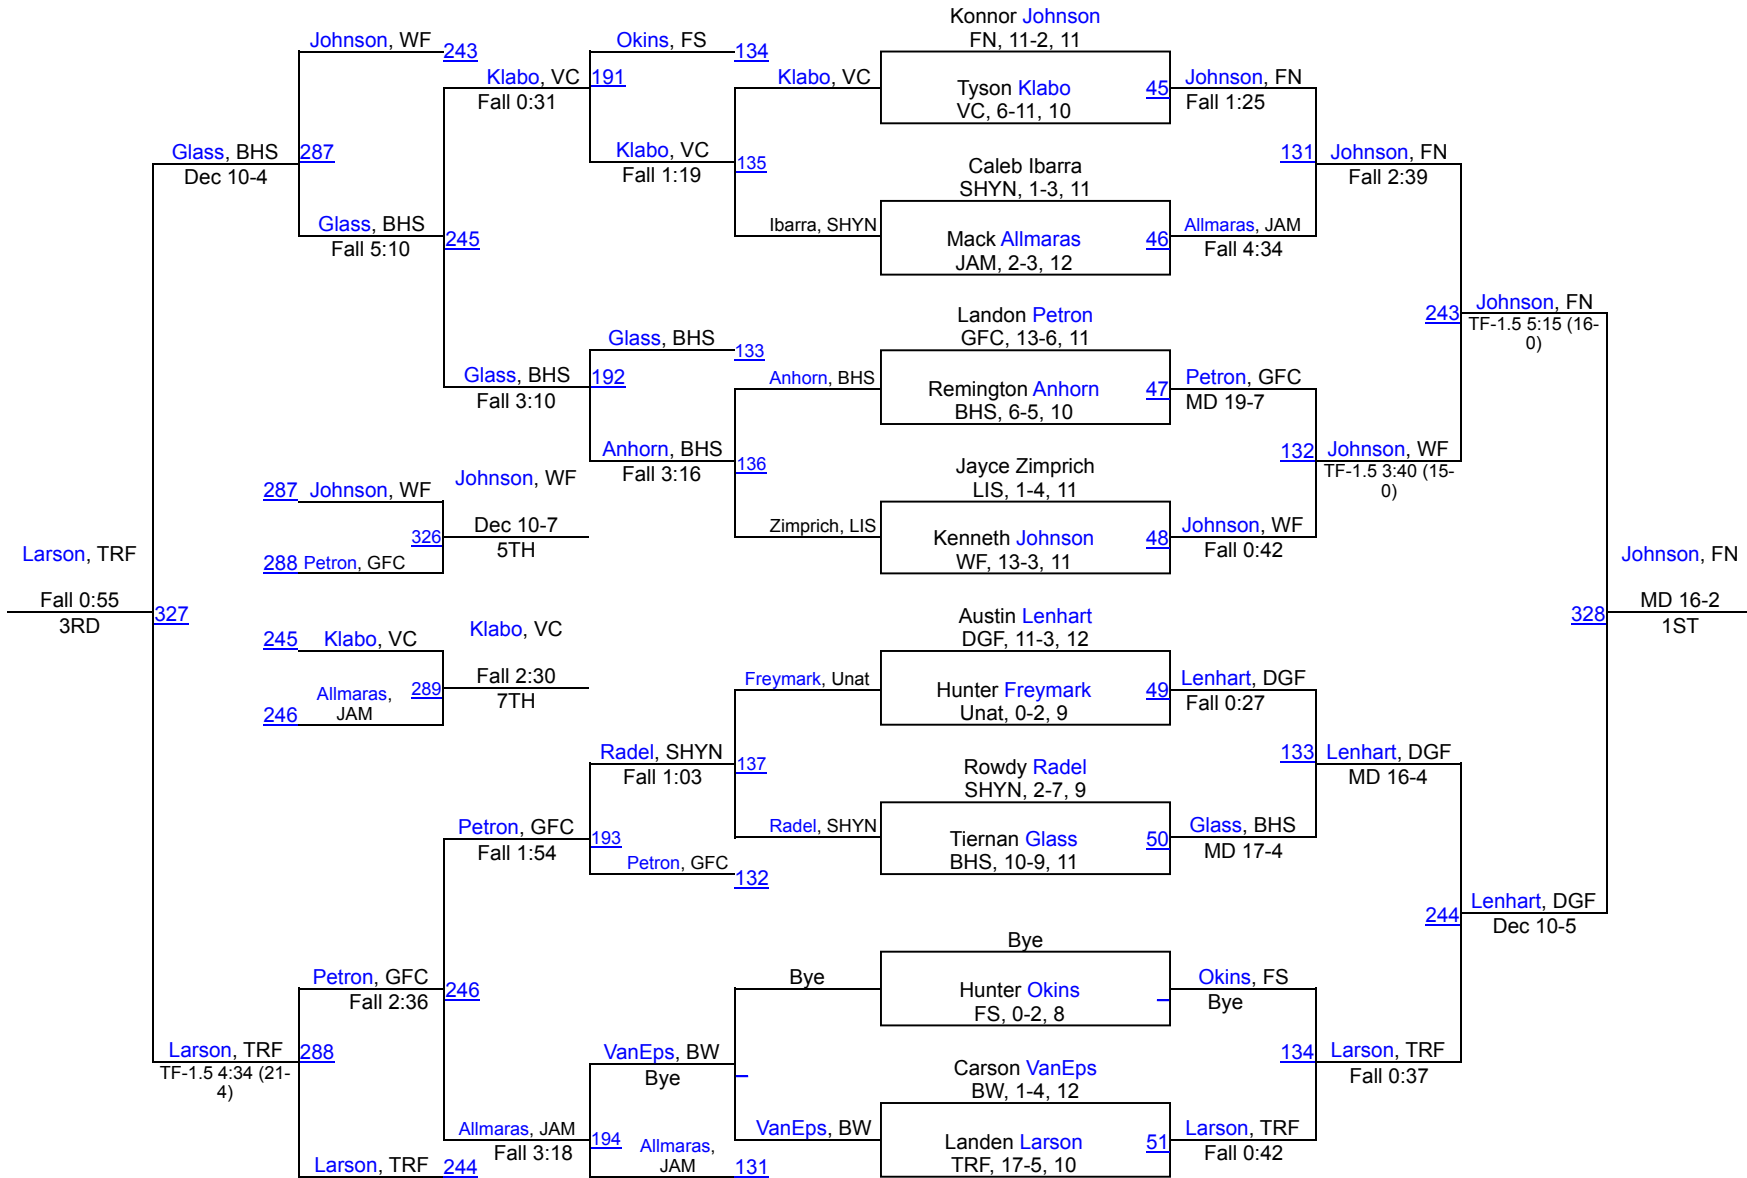 Konnor Johnson
FN, 11-2, 11
Johnson, WF
243
Okins, FS
134
Klabo, VC
191
Fall 0:31
Klabo, VC
Tyson Klabo
VC, 6-11, 10
45
Johnson, FN
Fall 1:25
Glass, BHS
287
Dec 10-4
Klabo, VC
135
Fall 1:19
Caleb Ibarra
SHYN, 1-3, 11
131
Johnson, FN
Fall 2:39
Glass, BHS
245
Fall 5:10
Ibarra, SHYN
Mack Allmaras
JAM, 2-3, 12
46
Allmaras, JAM
Fall 4:34
Landon Petron
GFC, 13-6, 11
243
Johnson, FN
TF-1.5 5:15 (16-
0)
Glass, BHS
133
Glass, BHS
192
Fall 3:10
Anhorn, BHS
Remington Anhorn
BHS, 6-5, 10
47
Petron, GFC
MD 19-7
Anhorn, BHS
136
Fall 3:16
Jayce Zimprich
LIS, 1-4, 11
132
Johnson, WF
TF-1.5 3:40 (15-
0)
287
Johnson, WF
Johnson, WF
326
Dec 10-7
5TH
288
Petron, GFC
Zimprich, LIS
Kenneth Johnson
WF, 13-3, 11
48
Johnson, WF
Fall 0:42
Larson, TRF
Fall 0:55
3RD
327
Johnson, FN
328
MD 16-2
1ST
245
Klabo, VC
Klabo, VC
Allmaras,
JAM
289
Fall 2:30
7TH
246
Austin Lenhart
DGF, 11-3, 12
Freymark, Unat
Hunter Freymark
Unat, 0-2, 9
49
Lenhart, DGF
Fall 0:27
Radel, SHYN
137
Fall 1:03
Rowdy Radel
SHYN, 2-7, 9
133
Lenhart, DGF
MD 16-4
Petron, GFC
193
Fall 1:54
Radel, SHYN
Tiernan Glass
BHS, 10-9, 11
50
Glass, BHS
MD 17-4
Petron, GFC
132
244
Lenhart, DGF
Dec 10-5
Bye
Petron, GFC
246
Fall 2:36
Bye
Hunter Okins
FS, 0-2, 8
Okins, FS
Bye
Larson, TRF
288
TF-1.5 4:34 (21-
4)
VanEps, BW
Bye
Carson VanEps
BW, 1-4, 12
134
Larson, TRF
Fall 0:37
Allmaras, JAM
194
Fall 3:18
VanEps, BW
Landen Larson
TRF, 17-5, 10
51
Larson, TRF
Fall 0:42
Larson, TRF
244
Allmaras,
JAM
131